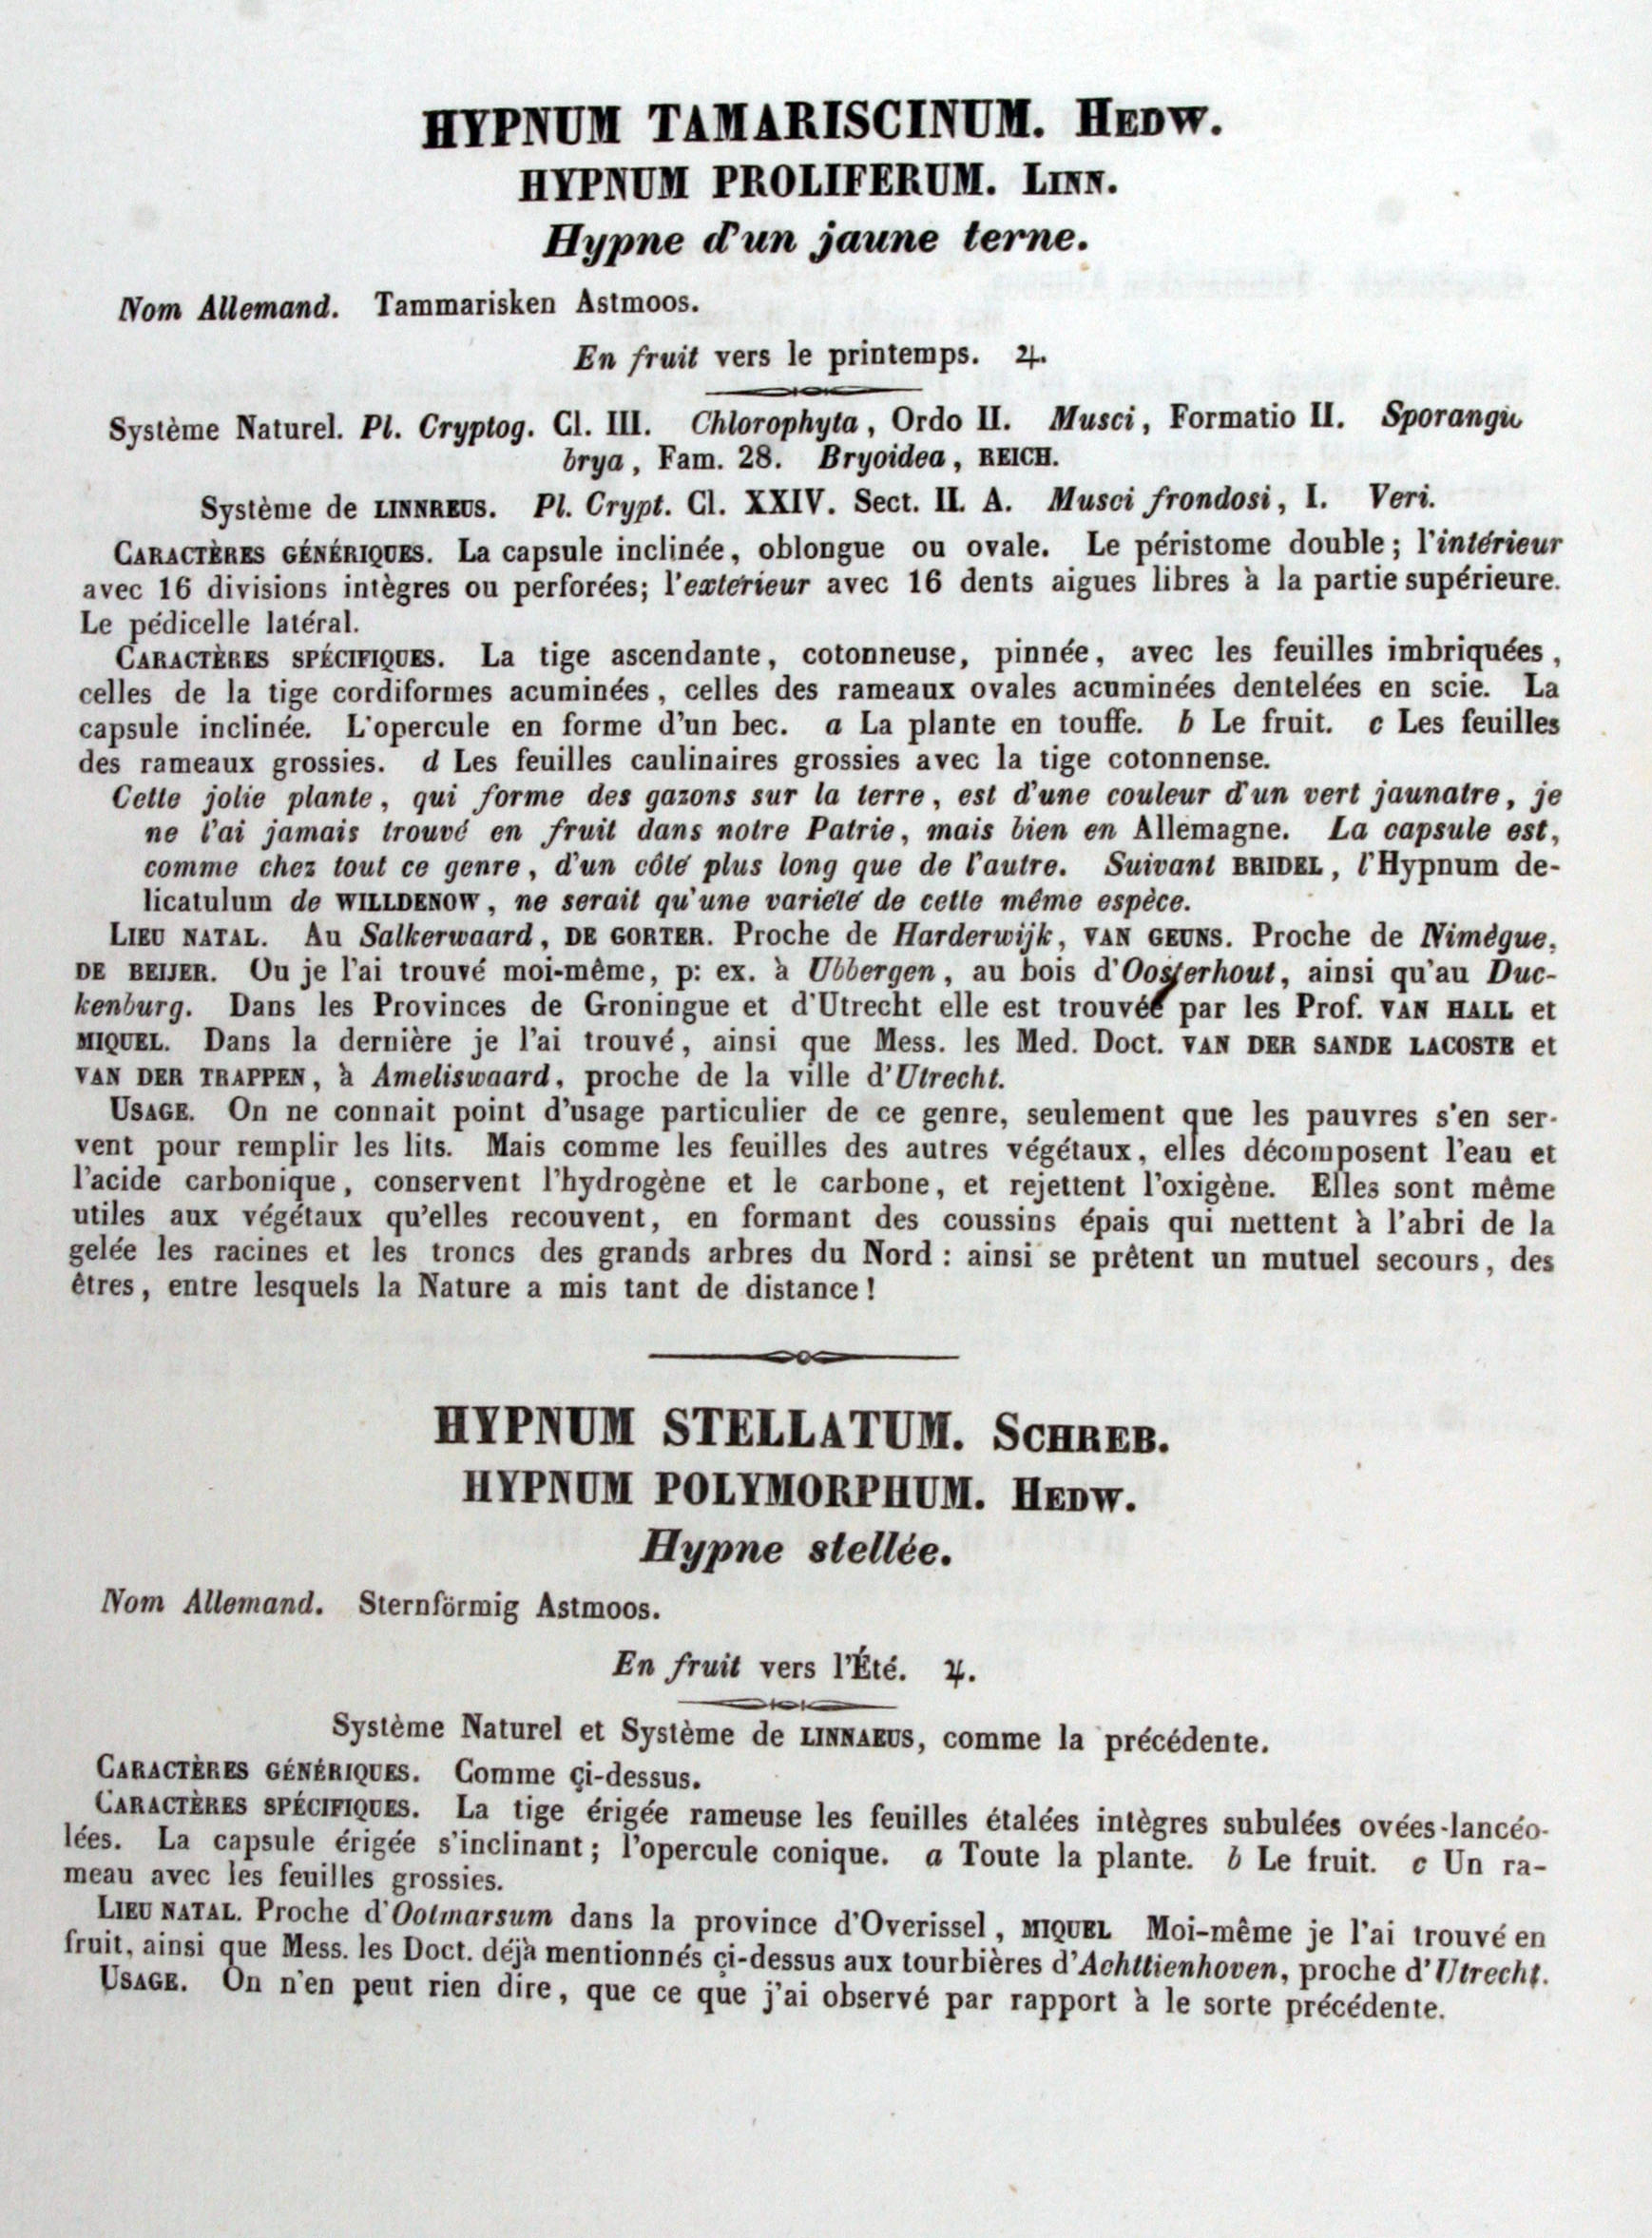 HYPNUM TAMARISCINUM. HEDW.
HYPNUM PROLIFERUM. LINN.
Hypne d'un jaune terne.
Nom Allemand. Tammarisken Astmoos.
En fruit vers le printemps. ♃.
Système Naturel. Pl. Cryptog. Cl. III. Chlorophyta, Ordo II. Musci, Formatio II. Sporangii
brya, Fam. 28. Bryoidea, REICH.
Système de LINNREUS. Pl. Crypt. Cl. XXIV. Sect. II. A. Musci frondosi, I. Veri.
CARACTÈRES GÉNÉRIQUES. La capsule inclinée, oblongue ou ovale. Le péristome double; l'intérieur
avec 16 divisions intègres ou perforées; l'exterieur avec 16 dents aigues libres à la partie supérieure.
Le pédicelle latéral.
CARACTÈRES SPÉCIFIQUES. La tige ascendante, cotonneuse, pinnée, avec les feuilles imbriquées,
celles de la tige cordiformes acuminées, celles des rameaux ovales acuminées dentelées en scie. La
capsule inclinée. L'opercule en forme d'un bec. a La plante en touffe. b Le fruit. c Les feuilles
des rameaux grossies. d Les feuilles caulinaires grossies avec la tige cotonnense.
Cette jolie plante, qui forme des gazons sur la terre, est d'une couleur d'un vert jaunatre, je
ne l'ai jamais trouvé en fruit dans notre Patrie, mais bien en Allemagne. La capsule est,
comme chez tout ce genre, d'un côté plus long que de l'autre. Suivant BRIDEL, l'Hypnum de-
licatulum de WILLDENOW, ne serait qu'une varieté de cette même espèce.
LIEU NATAL. Au Salkerwaard, DE GORTER. Proche de Harderwijk, VAN GEUNS. Proche de Nimègue,
DE BEIJER. Ou je l'ai trouvé moi-même, p: ex. à Ubbergen, au bois d'Oosterhout, ainsi qu'au Duc-
kenburg. Dans les Provinces de Groningue et d'Utrecht elle est trouvée par les Prof. VAN HALL et
MIQUEL. Dans la dernière je l'ai trouvé, ainsi que Mess. les Med. Doct. VAN DER SANDE LACOSTE et
VAN DER TRAPPEN, à Ameliswaard, proche de la ville d'Utrecht.
USAGE. On ne connait point d'usage particulier de ce genre, seulement que les pauvres s'en ser-
vent pour remplir les lits. Mais comme les feuilles des autres végétaux, elles décomposent l'eau et
l'acide carbonique, conservent l'hydrogène et le carbone, et rejettent l'oxigène. Elles sont même
utiles aux végétaux qu'elles recouvent, en formant des coussins épais qui mettent à l'abri de la
gelée les racines et les troncs des grands arbres du Nord: ainsi se prêtent un mutuel secours, des
êtres, entre lesquels la Nature a mis tant de distance!
HYPNUM STELLATUM. SCHREB.
HYPNUM POLYMORPHUM. HEDW.
Hypne stellée.
Nom Allemand. Sternförmig Astmoos.
En fruit vers l'Été. ♃.
Système Naturel et Système de LINNAEUS, comme la précédente.
CARACTÈRES GÉNÉRIQUES. Comme çi-dessus.
CARACTÈRES SPÉCIFIQUES. La tige érigée rameuse les feuilles étalées intègres subulées ovées-lancéo-
lées. La capsule érigée s'inclinant; l'opercule conique. a Toute la plante. b Le fruit. c Un ra-
meau avec les feuilles grossies.
LIEU NATAL. Proche d'Ootmarsum dans la province d'Overissel, MIQUEL Moi-même je l'ai trouvé en
fruit, ainsi que Mess. les Doct. déjà mentionnés çi-dessus aux tourbières d'Achttienhoven, proche d'Utrecht.
USAGE. On n'en peut rien dire, que ce que j'ai observé par rapport à le sorte précédente.